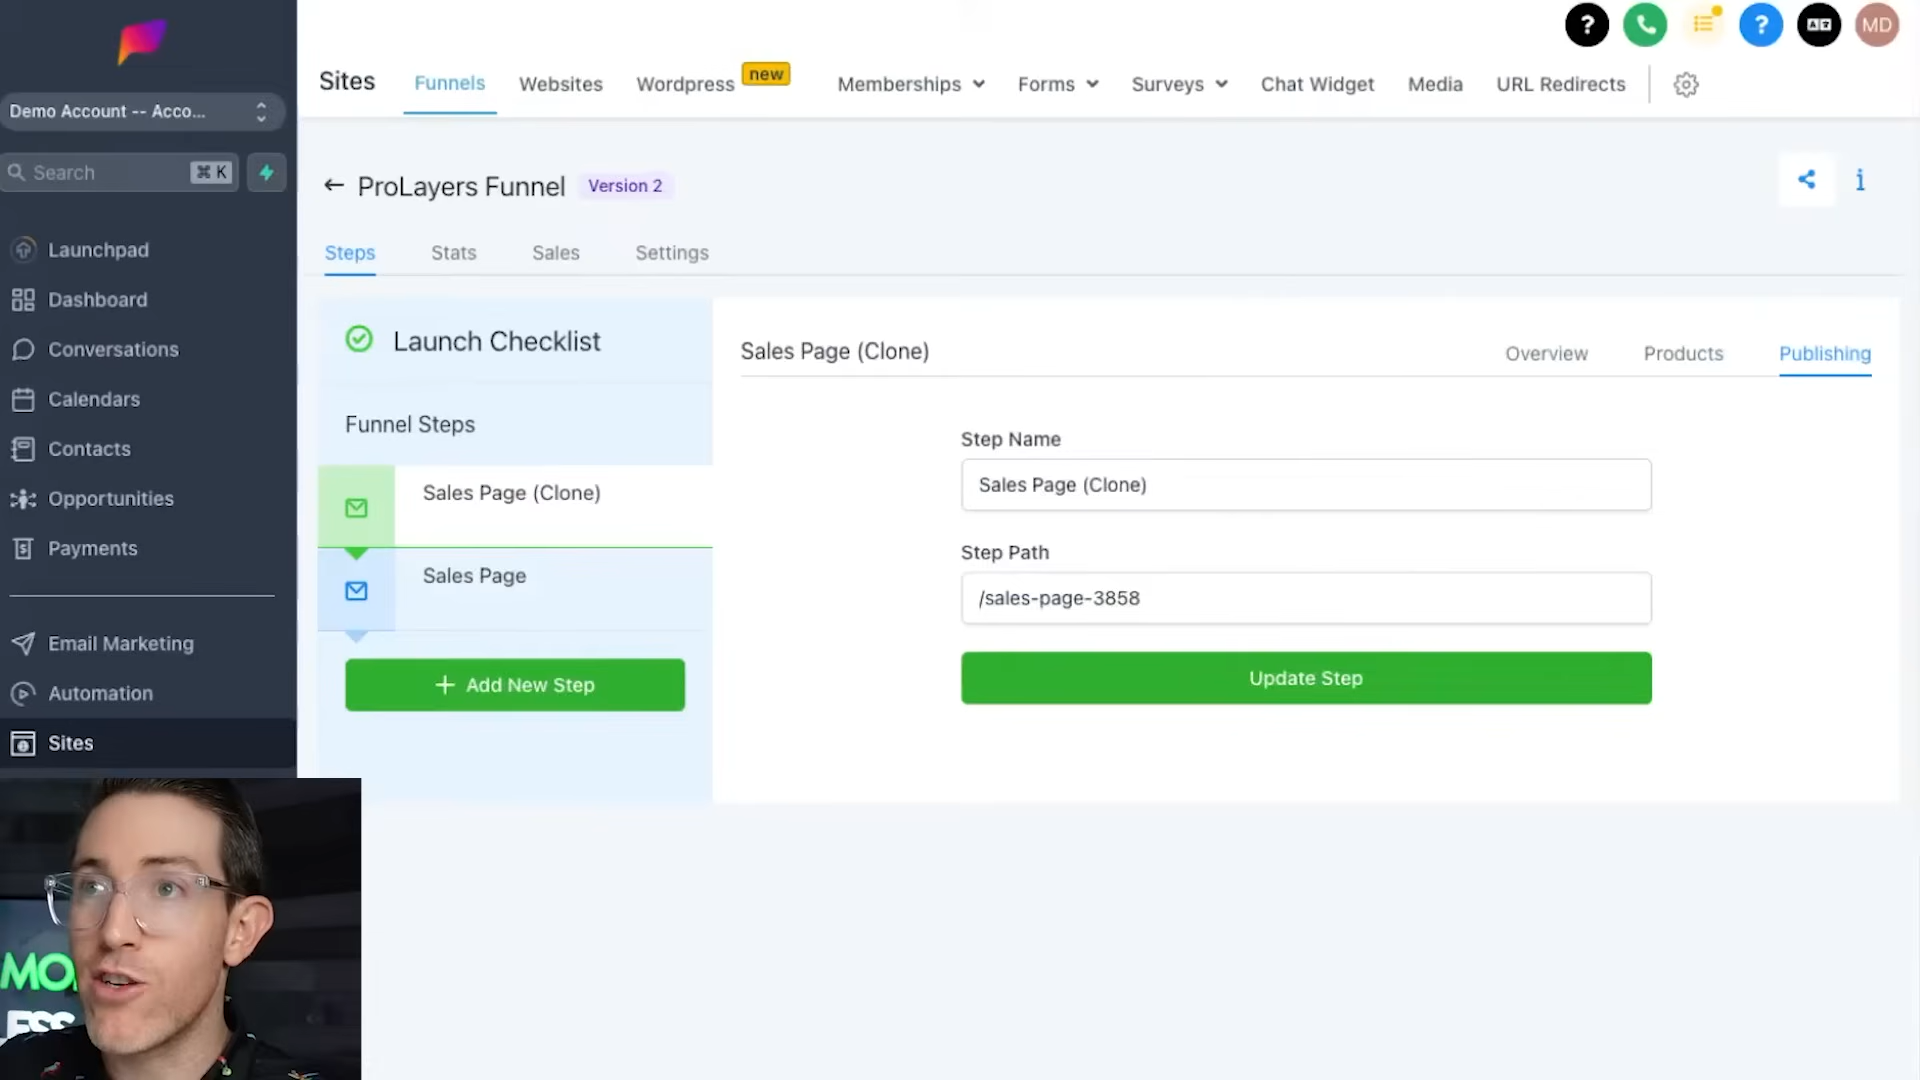 Demo Account -- Acco...
Search
⌘ K
Launchpad
Dashboard
Conversations
Calendars
Contacts
Opportunities
Payments
Email Marketing
Automation
Sites
Sites
Funnels
Websites
Wordpress
new
Memberships
Forms
Surveys
Chat Widget
Media
URL Redirects
MD
ProLayers Funnel
Version 2
Steps
Stats
Sales
Settings
Launch Checklist
Funnel Steps
Sales Page (Clone)
Sales Page
+ Add New Step
Sales Page (Clone)
Overview
Products
Publishing
Step Name
Sales Page (Clone)
Step Path
/sales-page-3858
Update Step